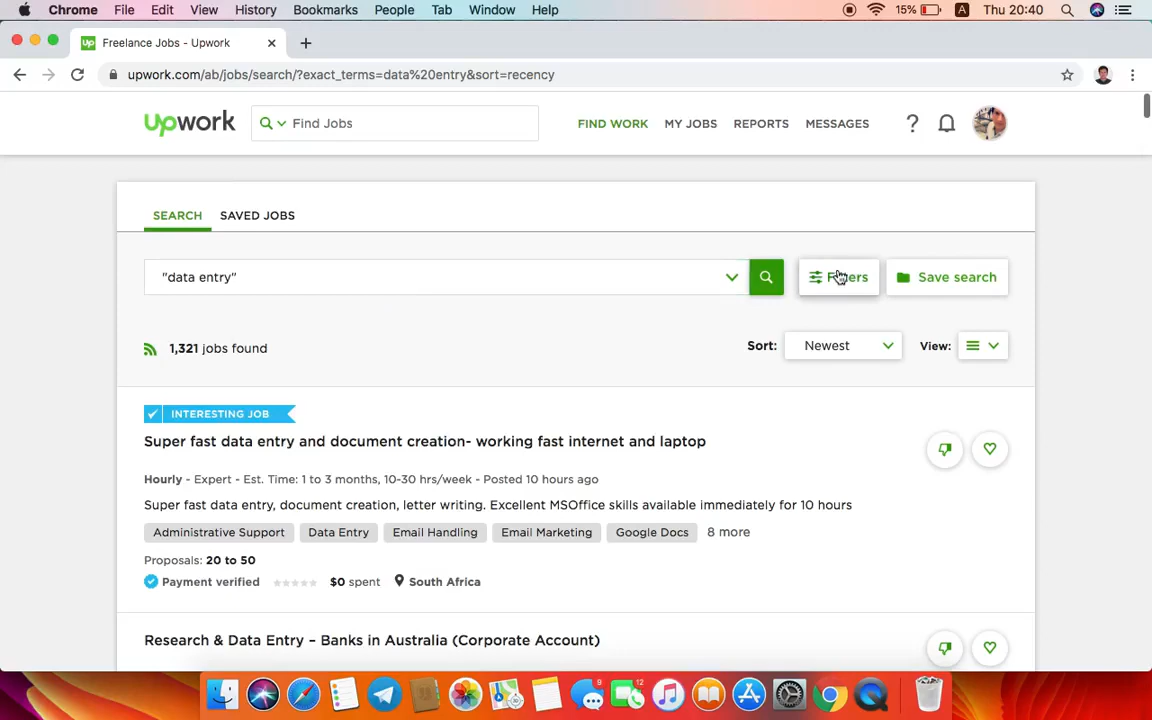 Chrome File Edit View History Bookmarks People Tab Window Help 15% A Thu 20:40
Up Freelance Jobs - Upwork
upwork.com/ab/jobs/search/?exact_terms=data%20entry&sort=recency
upwork Find Jobs FIND WORK MY JOBS REPORTS MESSAGES ?
SEARCH SAVED JOBS
"data entry" Filters Save search
1,321 jobs found Sort: Newest View:
INTERESTING JOB
Super fast data entry and document creation- working fast internet and laptop
Hourly - Expert - Est. Time: 1 to 3 months, 10-30 hrs/week - Posted 10 hours ago
Super fast data entry, document creation, letter writing. Excellent MSOffice skills available immediately for 10 hours
Administrative Support Data Entry Email Handling Email Marketing Google Docs 8 more
Proposals: 20 to 50
Payment verified $0 spent South Africa
Research & Data Entry – Banks in Australia (Corporate Account)
9 12